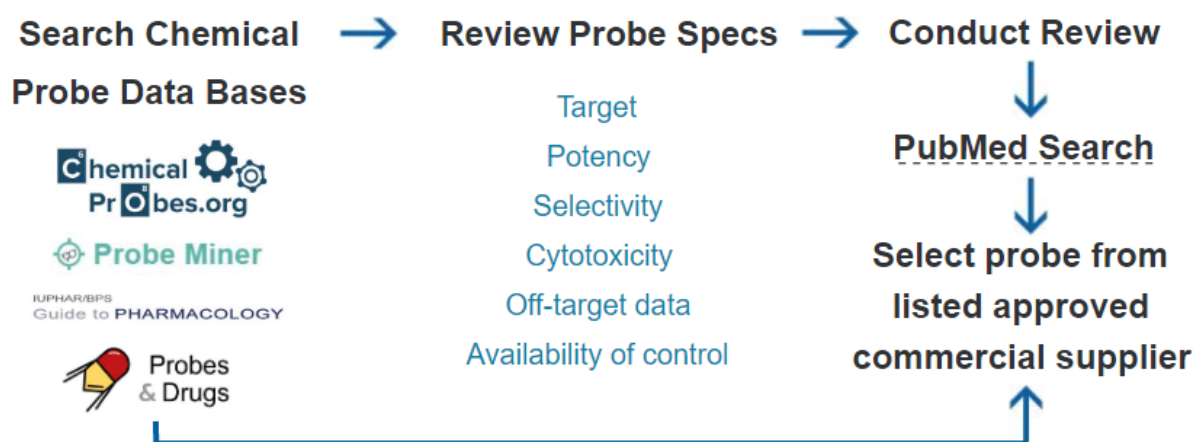 Search Chemical
Probe Data Bases
Chemical
PrObes.org
Probe Miner
IUPHAR/BPS
Guide to PHARMACOLOGY
Probes
& Drugs
Review Probe Specs
Target
Potency
Selectivity
Cytotoxicity
Off-target data
Availability of control
Conduct Review
PubMed Search
Select probe from
listed approved
commercial supplier